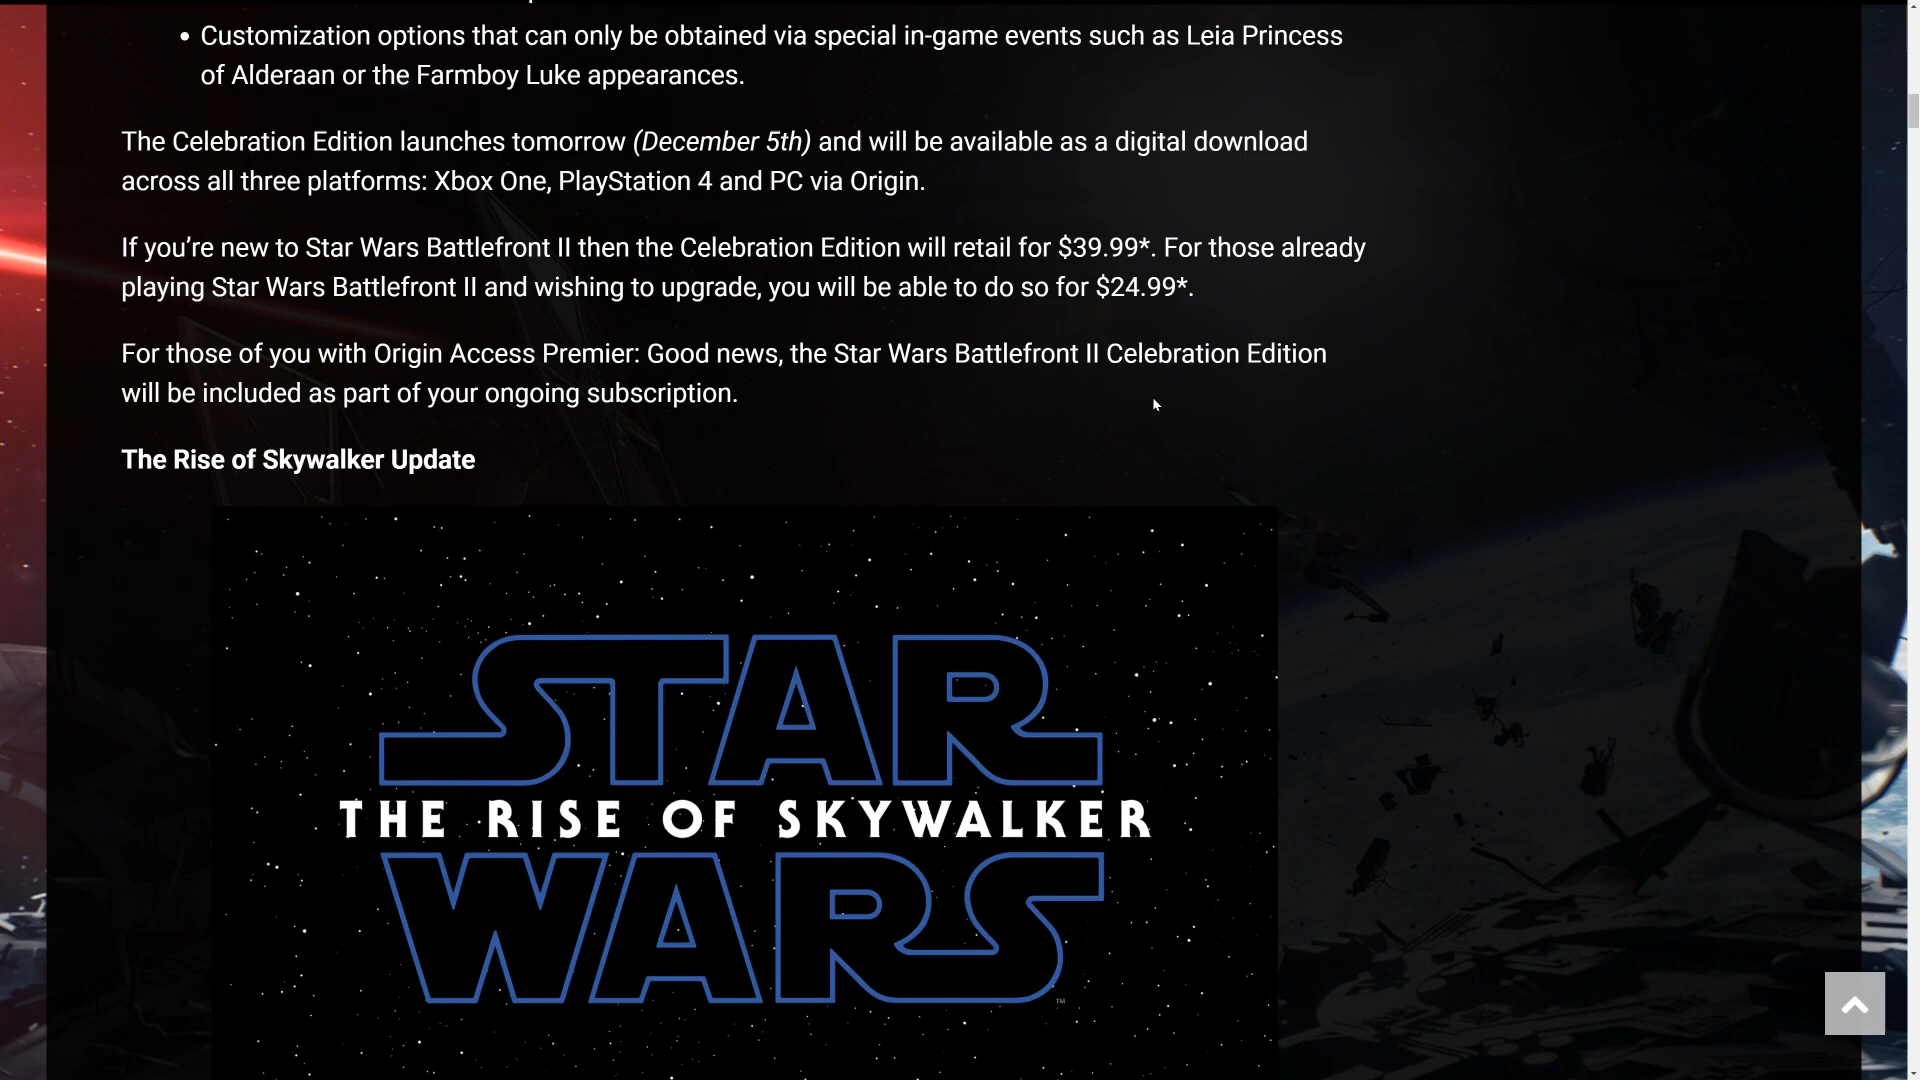 Customization options that can only be obtained via special in-game events such as Leia Princess
of Alderaan or the Farmboy Luke appearances.
The Celebration Edition launches tomorrow (December 5th) and will be available as a digital download
across all three platforms: Xbox One, PlayStation 4 and PC via Origin.
If you’re new to Star Wars Battlefront II then the Celebration Edition will retail for $39.99*. For those already
playing Star Wars Battlefront II and wishing to upgrade, you will be able to do so for $24.99*.
For those of you with Origin Access Premier: Good news, the Star Wars Battlefront II Celebration Edition
will be included as part of your ongoing subscription.
The Rise of Skywalker Update
STAR
THE RISE OF SKYWALKER
WARS
TM